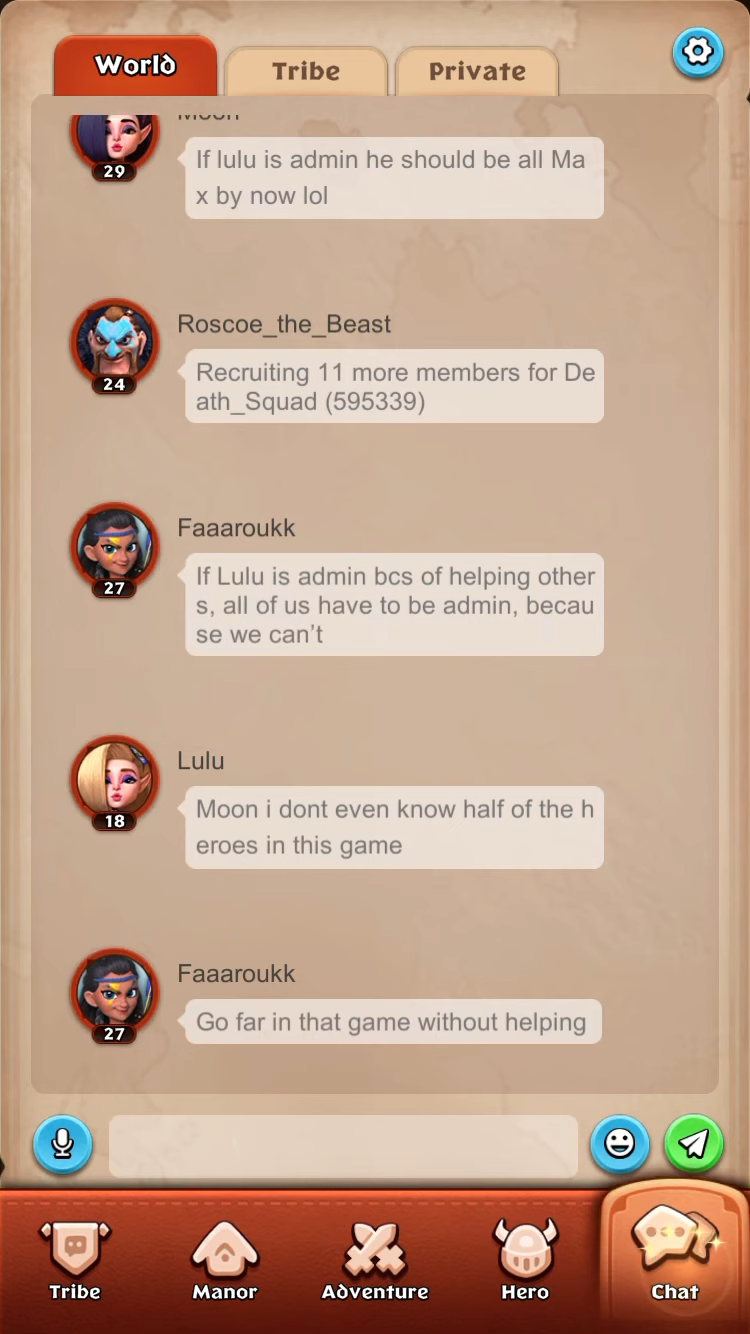 World
Tribe
Private
Moon
29
If lulu is admin he should be all Ma
x by now lol
Roscoe_the_Beast
24
Recruiting 11 more members for De
ath_Squad (595339)
Faaaroukk
27
If Lulu is admin bcs of helping other
s, all of us have to be admin, becau
se we can’t
Lulu
18
Moon i dont even know half of the h
eroes in this game
Faaaroukk
27
Go far in that game without helping
Tribe
Manor
Adventure
Hero
Chat